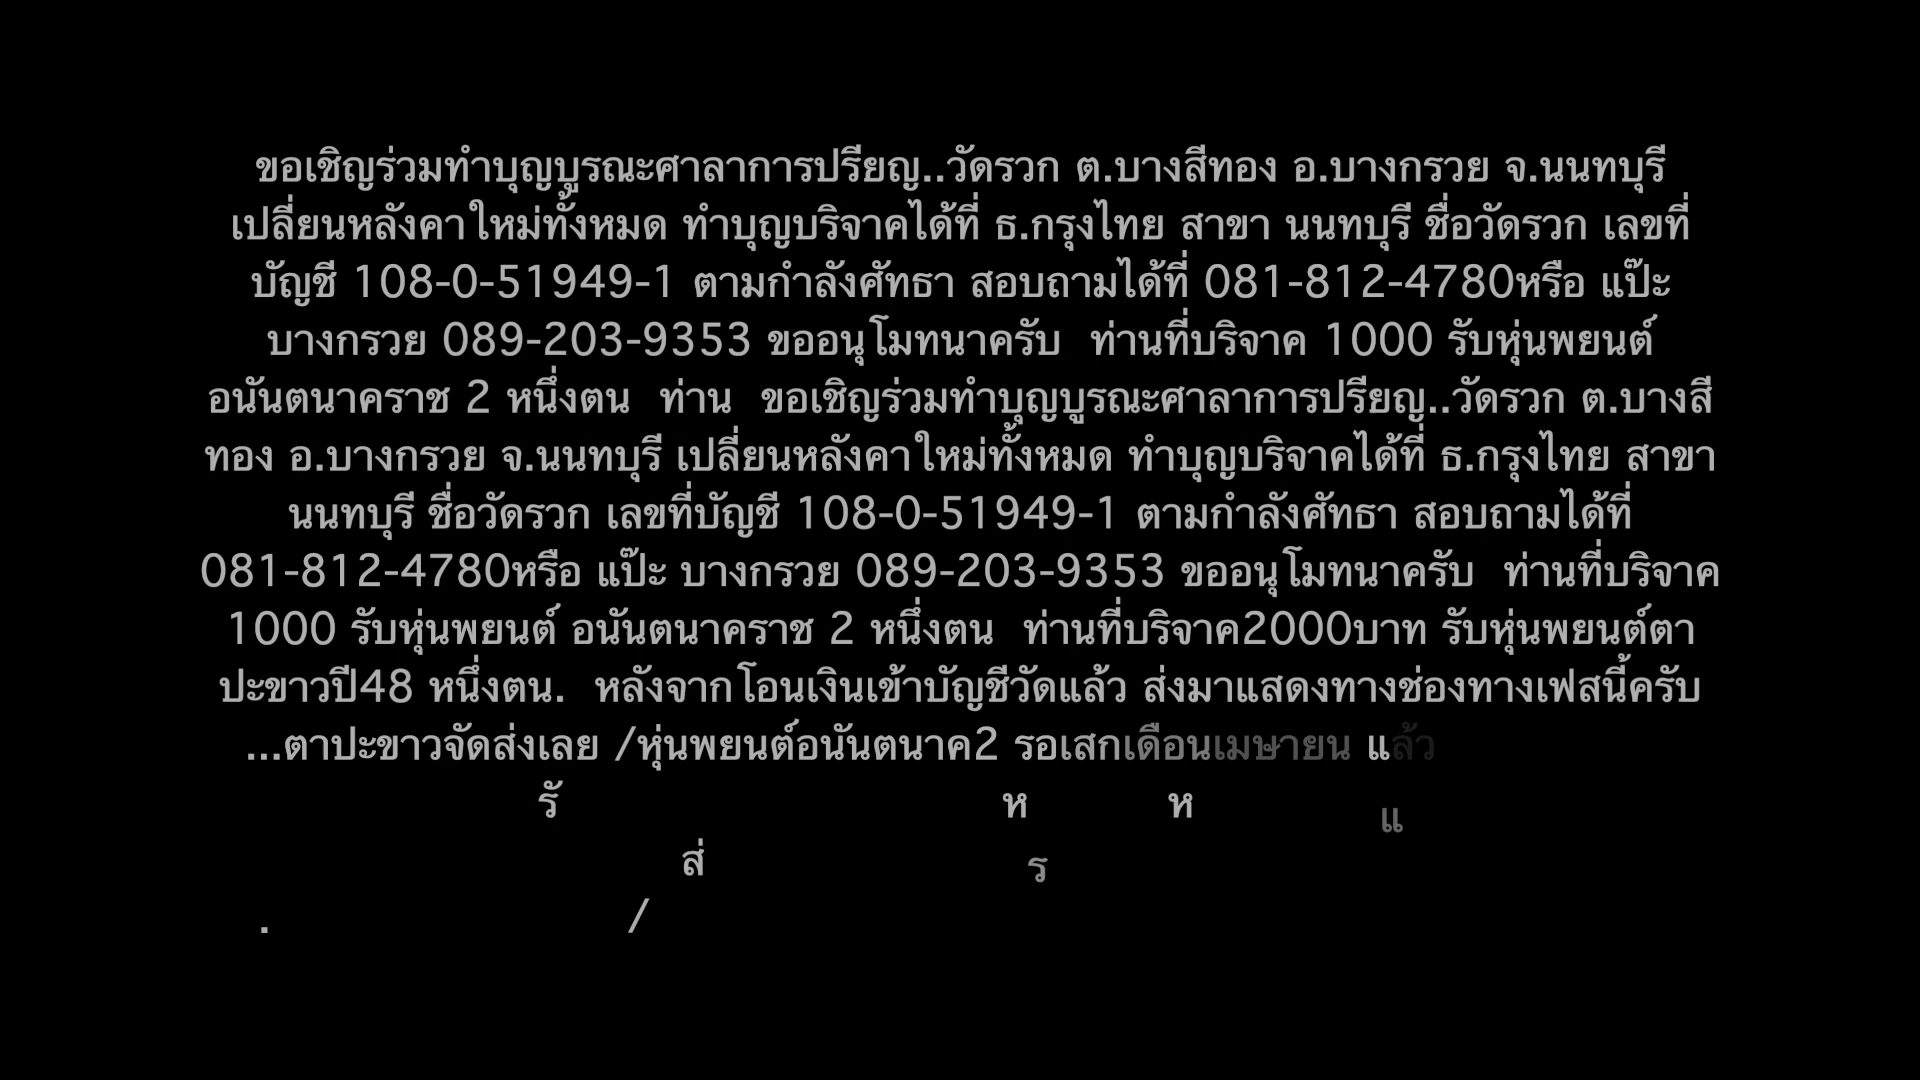 ขอเชิญร่วมทำบุญบูรณะศาลาการปรียญ..วัดรวก ต.บางสีทอง อ.บางกรวย จ.นนทบุรี
เปลี่ยนหลังคาใหม่ทั้งหมด ทำบุญบริจาคได้ที่ ธ.กรุงไทย สาขา นนทบุรี ชื่อวัดรวก เลขที่
บัญชี 108-0-51949-1 ตามกำลังศัทธา สอบถามได้ที่ 081-812-4780หรือ แป๊ะ
บางกรวย 089-203-9353 ขออนุโมทนาครับ  ท่านที่บริจาค 1000 รับหุ่นพยนต์
อนันตนาคราช 2 หนึ่งตน  ท่าน  ขอเชิญร่วมทำบุญบูรณะศาลาการปรียญ..วัดรวก ต.บางสี
ทอง อ.บางกรวย จ.นนทบุรี เปลี่ยนหลังคาใหม่ทั้งหมด ทำบุญบริจาคได้ที่ ธ.กรุงไทย สาขา
นนทบุรี ชื่อวัดรวก เลขที่บัญชี 108-0-51949-1 ตามกำลังศัทธา สอบถามได้ที่
081-812-4780หรือ แป๊ะ บางกรวย 089-203-9353 ขออนุโมทนาครับ  ท่านที่บริจาค
1000 รับหุ่นพยนต์ อนันตนาคราช 2 หนึ่งตน  ท่านที่บริจาค2000บาท รับหุ่นพยนต์ตา
ปะขาวปี48 หนึ่งตน.  หลังจากโอนเงินเข้าบัญชีวัดแล้ว ส่งมาแสดงทางช่องทางเฟสนี้ครับ
...ตาปะขาวจัดส่งเลย /หุ่นพยนต์อนันตนาค2 รอเสกเดือนเมษายน แล้ว
รั ห ห แ
ส่ ร
. /